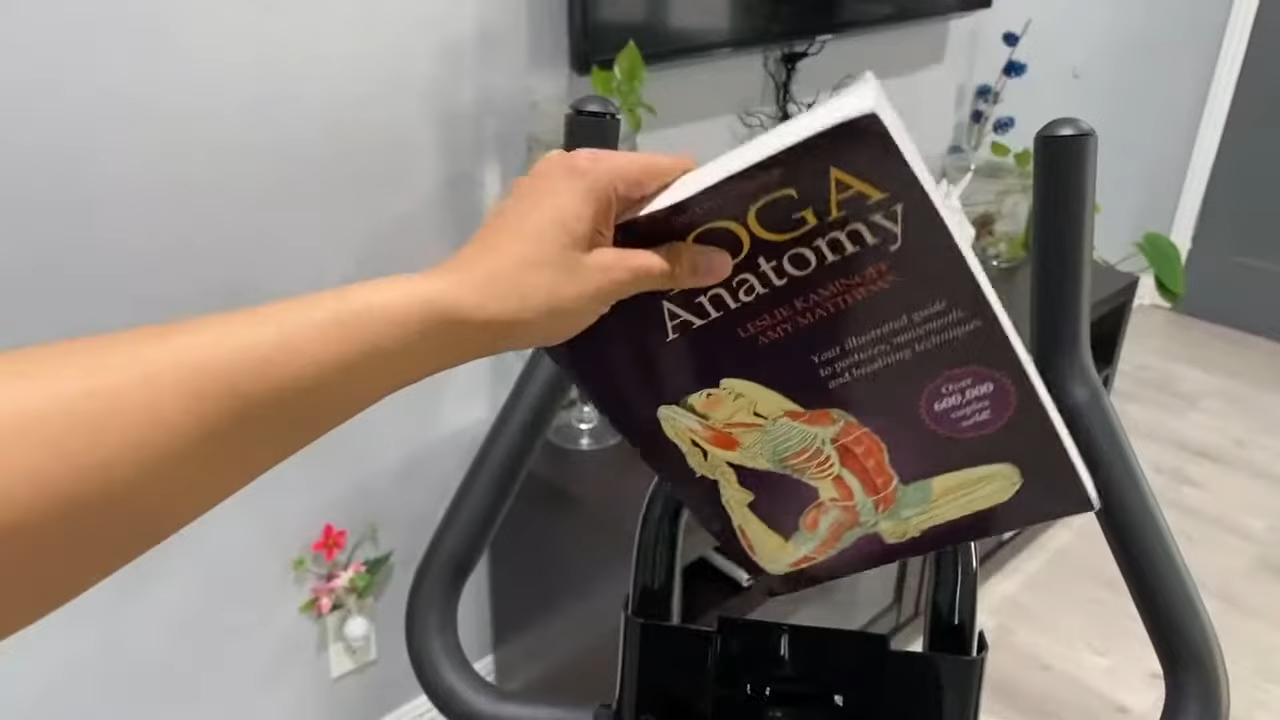 OGA
Anatomy
LESLIE KAMINOFF
AMY MATTHEWS
Your illustrated guide
to postures, movements,
and breathing techniques
Over
600,000
copies
sold!